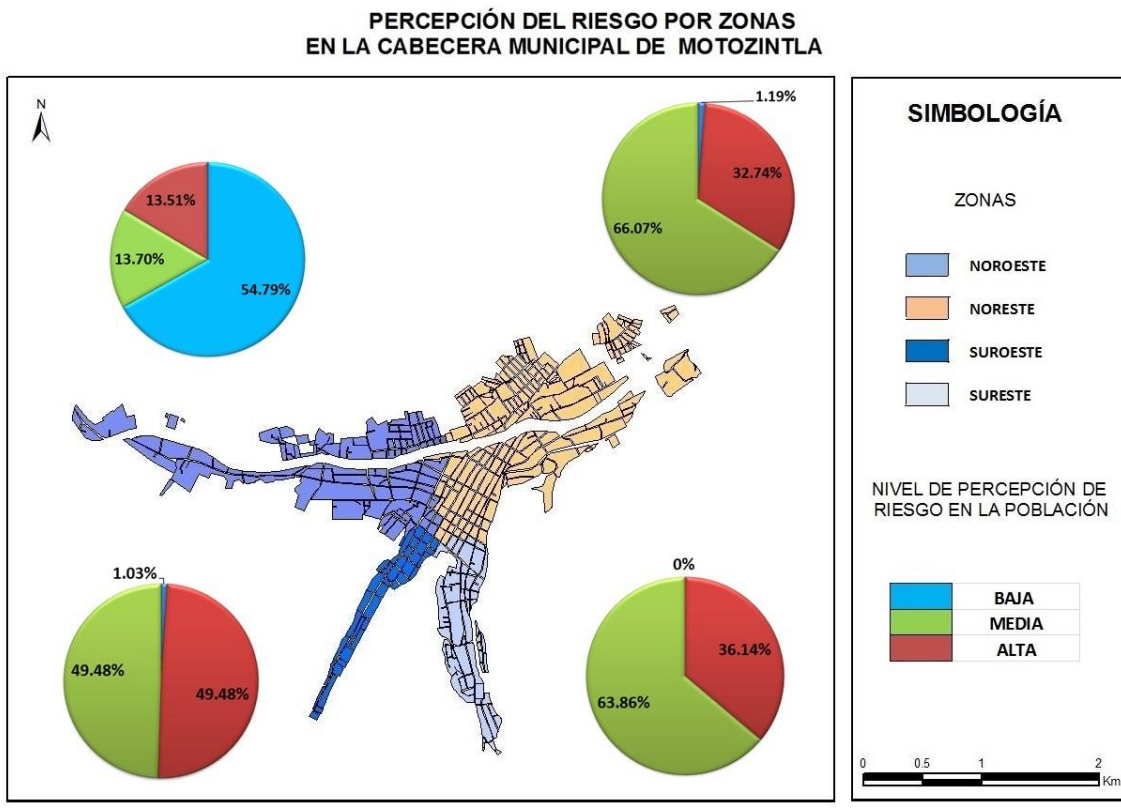 PERCEPCIÓN DEL RIESGO POR ZONAS
EN LA CABECERA MUNICIPAL DE MOTOZINTLA
N
13.51%
13.70%
54.79%
1.19%
32.74%
66.07%
1.03%
49.48%
49.48%
0%
36.14%
63.86%
SIMBOLOGÍA
ZONAS
NOROESTE
NORESTE
SUROESTE
SURESTE
NIVEL DE PERCEPCIÓN DE
RIESGO EN LA POBLACIÓN
BAJA
MEDIA
ALTA
0 0.5 1 2
Km